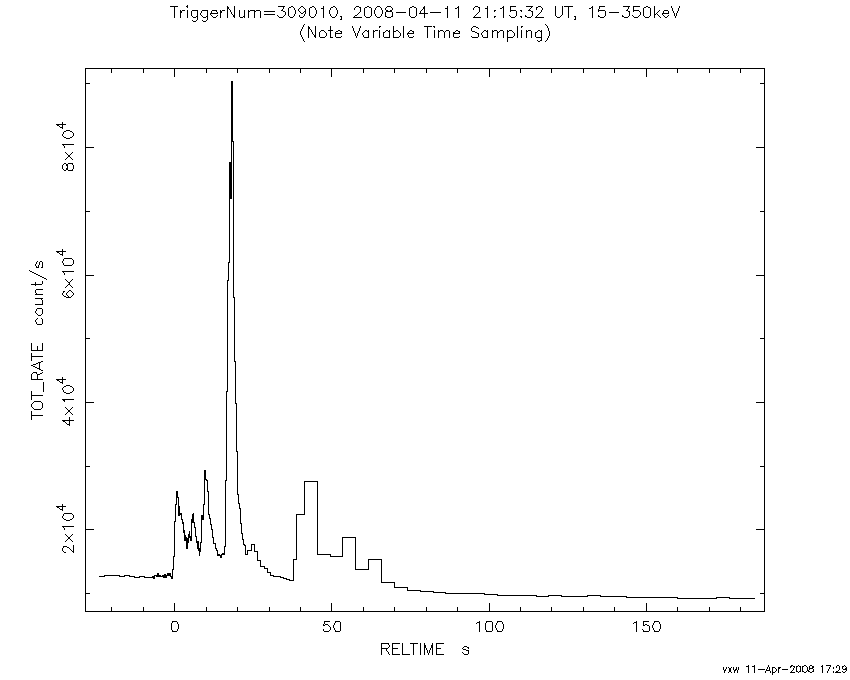 TriggerNum=309010, 2008-04-11 21:15:32 UT, 15-350keV
(Note Variable Time Sampling)
8×10⁴
6×10⁴
4×10⁴
2×10⁴
TOT_RATE count/s
0 50 100 150
RELTIME s
vxw 11-Apr-2008 17:29